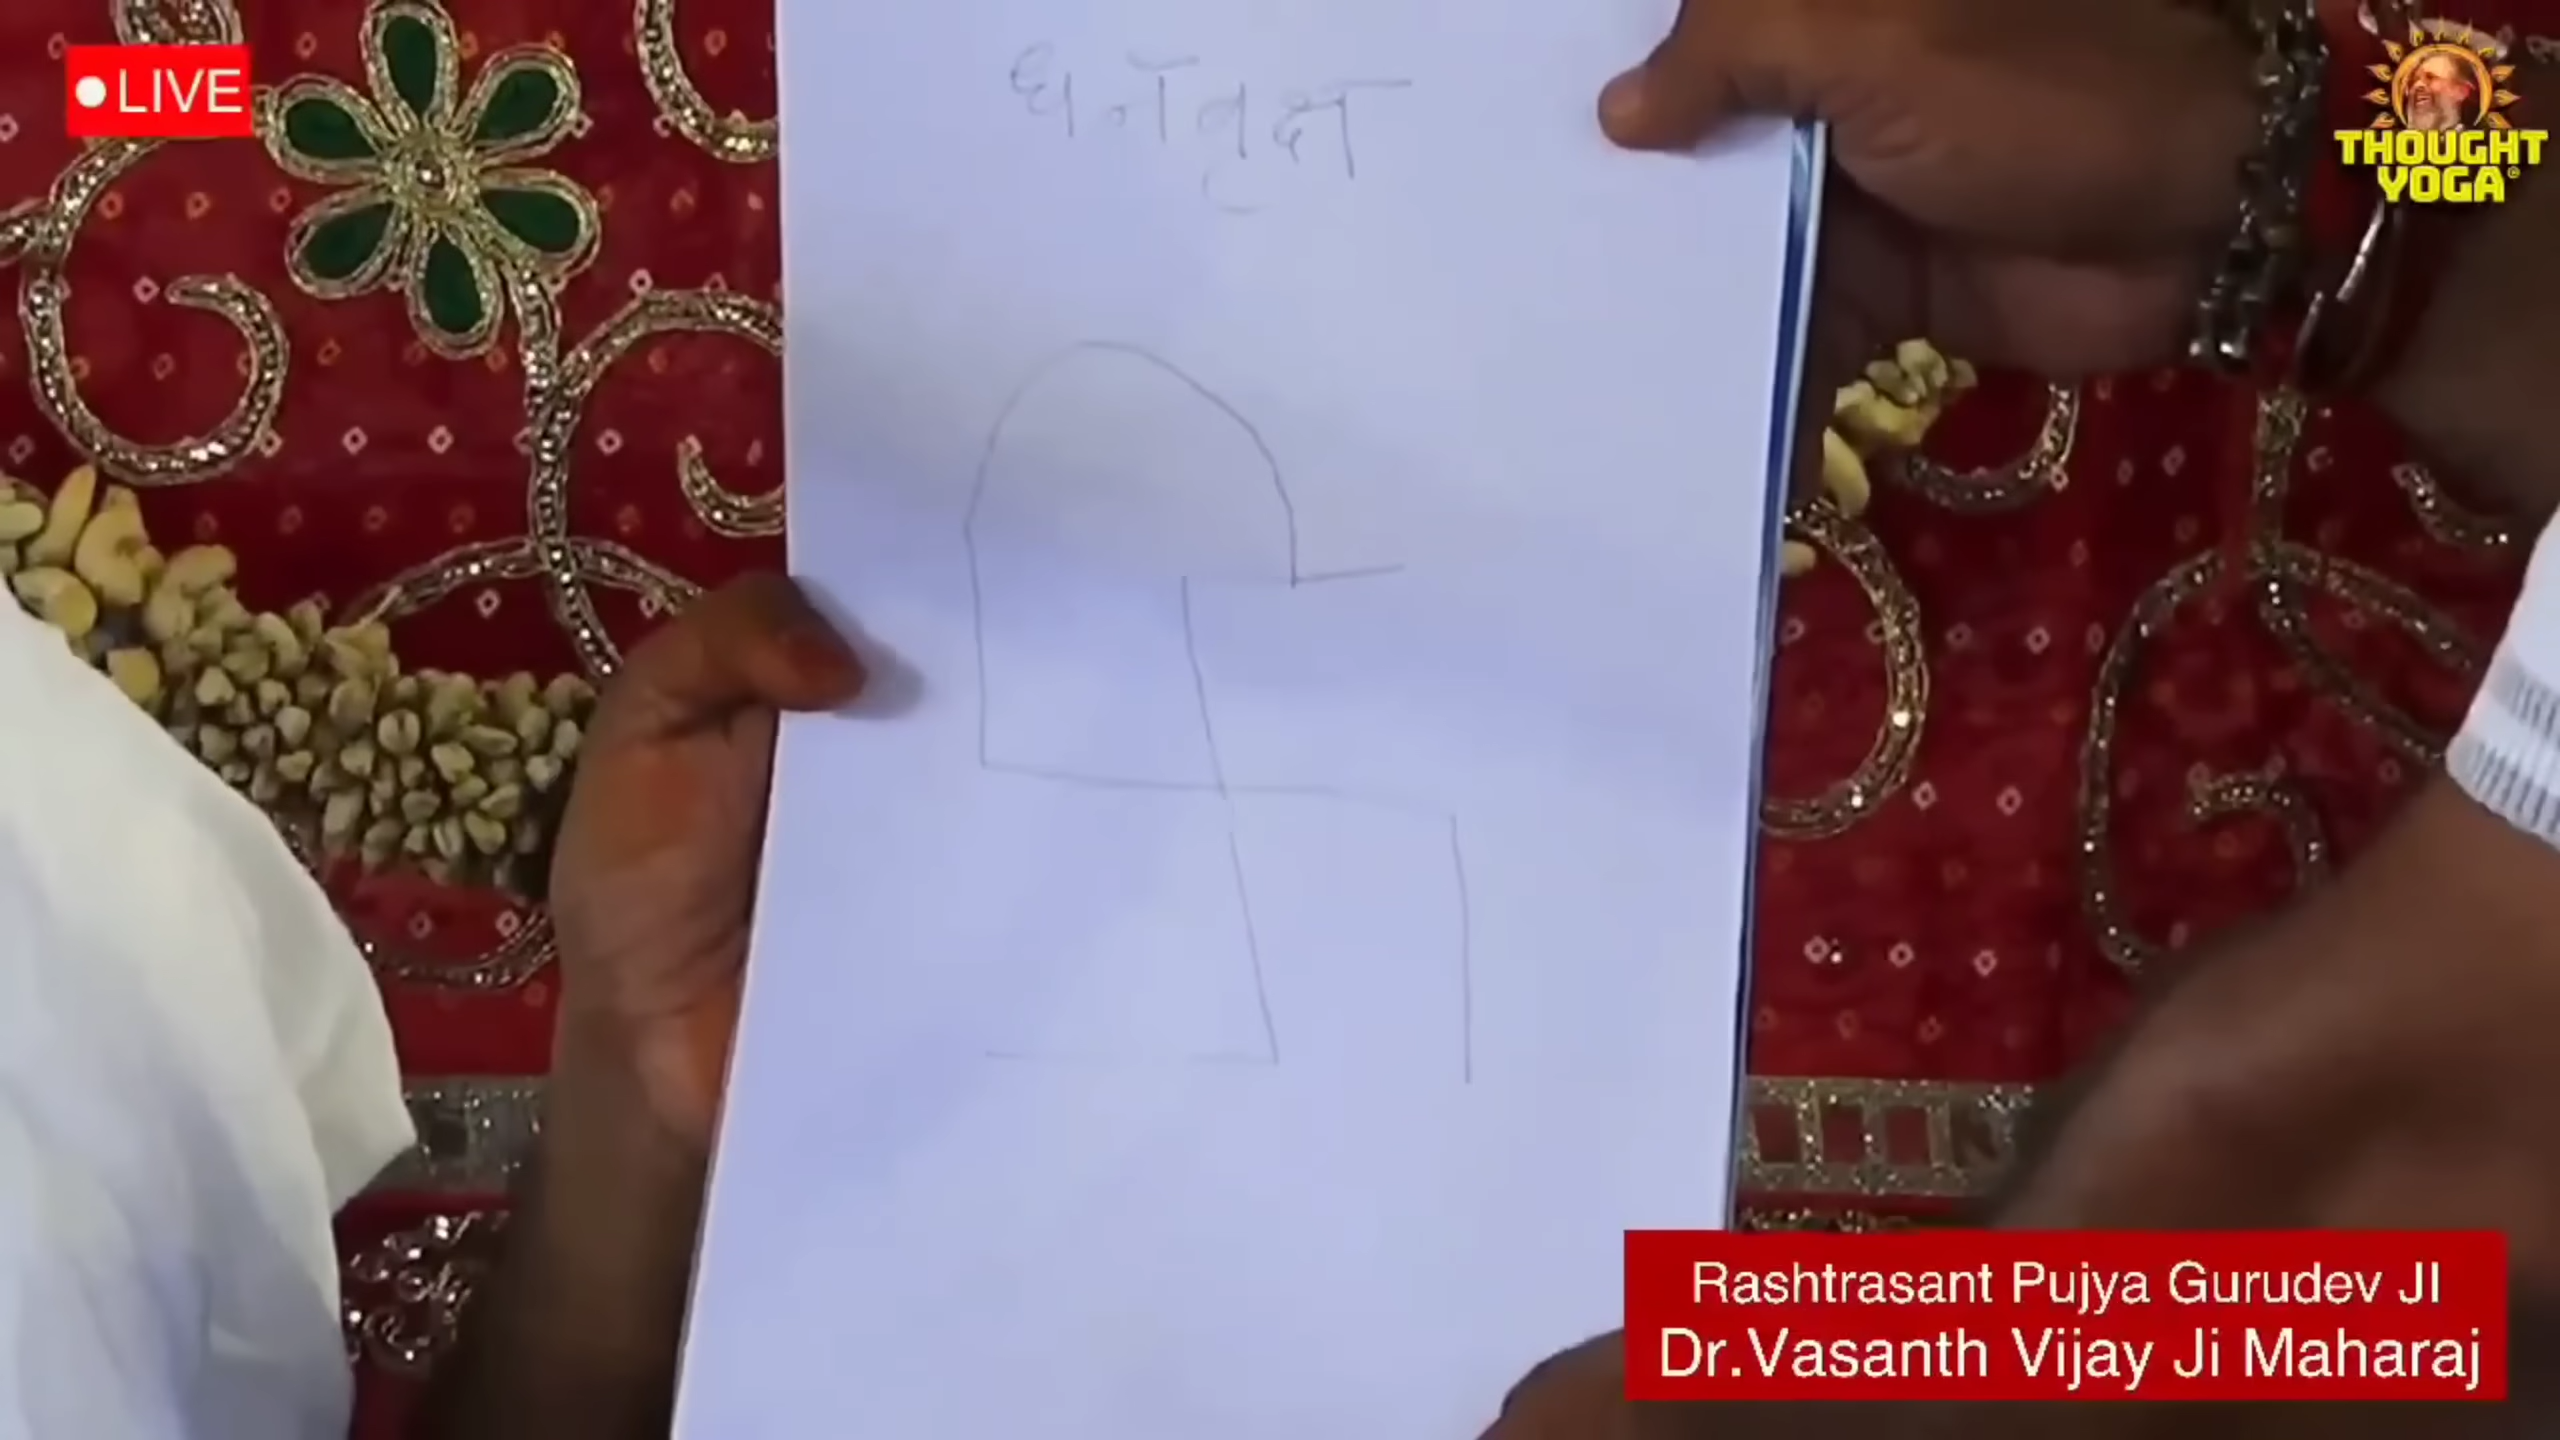 LIVE
THOUGHT
YOGA
धनवृक्ष
Rashtrasant Pujya Gurudev JI
Dr.Vasanth Vijay Ji Maharaj